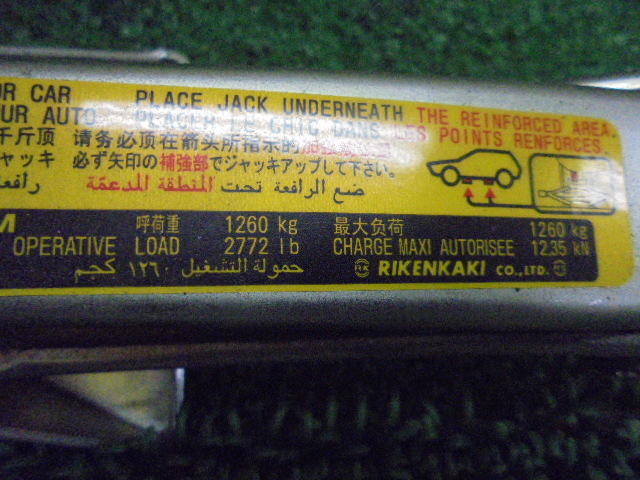 OR CAR PLACE JACK UNDERNEATH THE REINFORCED AREA.
UR AUTO PLACER LE CRIC DANS LES POINTS RENFORCES.
千斤顶 请务必顶在箭头所指示的
ャッキ 必ず矢印の補強部でジャッキアップして下さい。
ضع الرافعة تحت المنطقة المدعمّة
M 呼荷重 1260 kg 最大负荷 1260 kg
OPERATIVE LOAD 2772 lb CHARGE MAXI AUTORISEE 12.35 kN
حمولة التشغيل ١٢٦٠ كجم RIKENKAKI CO.,LTD.